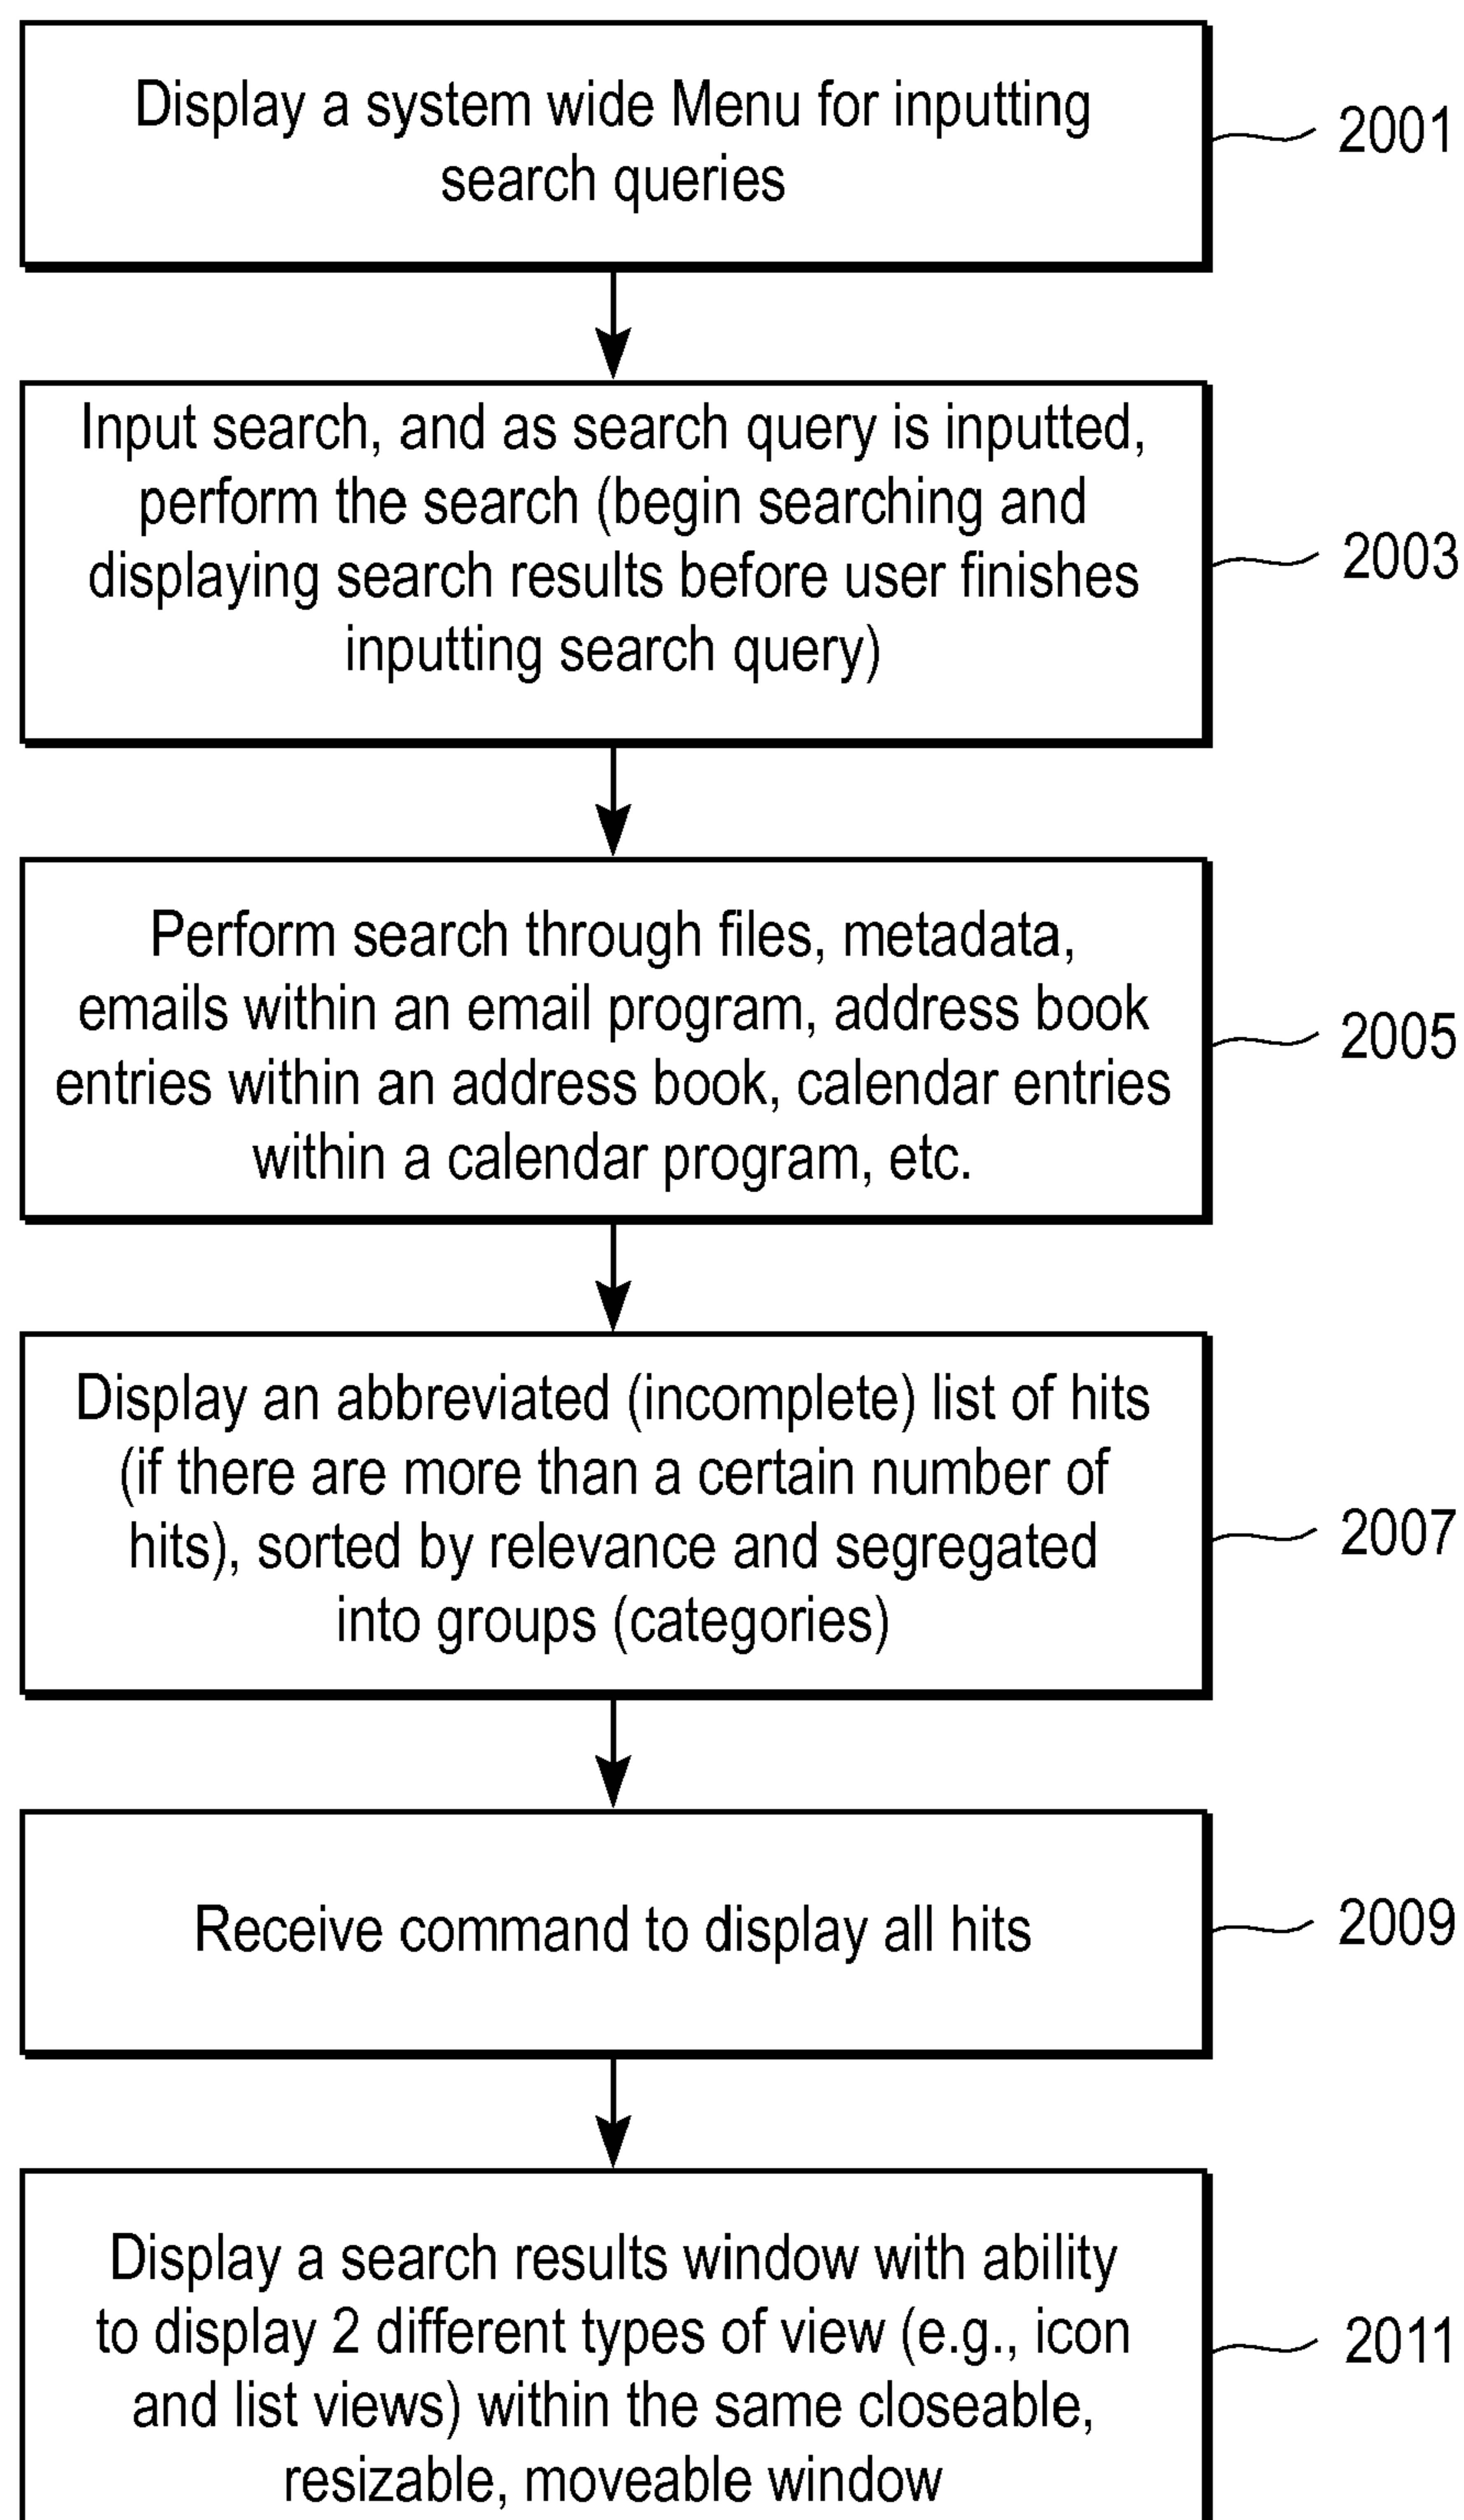 Display a system wide Menu for inputting
search queries
2001
Input search, and as search query is inputted,
perform the search (begin searching and
displaying search results before user finishes
inputting search query)
2003
Perform search through files, metadata,
emails within an email program, address book
entries within an address book, calendar entries
within a calendar program, etc.
2005
Display an abbreviated (incomplete) list of hits
(if there are more than a certain number of
hits), sorted by relevance and segregated
into groups (categories)
2007
Receive command to display all hits
2009
Display a search results window with ability
to display 2 different types of view (e.g., icon
and list views) within the same closeable,
resizable, moveable window
2011